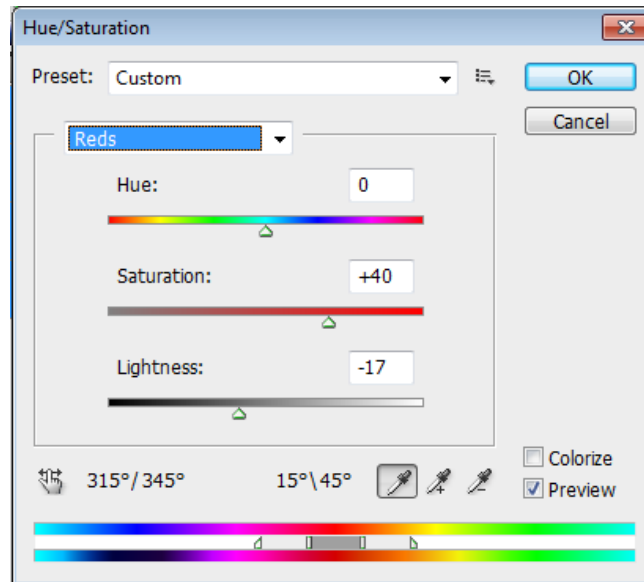 Hue/Saturation
Preset: Custom
OK
Cancel
Reds
Hue: 0
Saturation: +40
Lightness: -17
315°/345° 15°\45°
Colorize
Preview